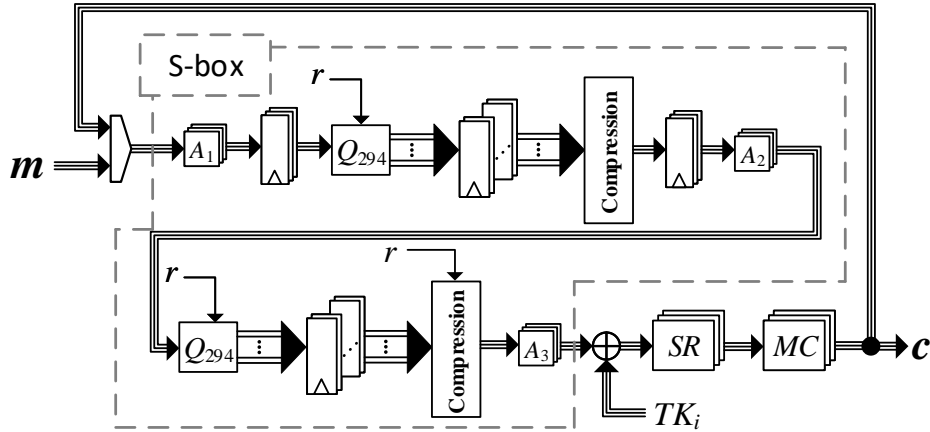 S-box
r
m
A1
Q294
⋮
⋮
Compression
A2
r
r
Q294
⋮
⋮
Compression
A3
SR
MC
c
TKi